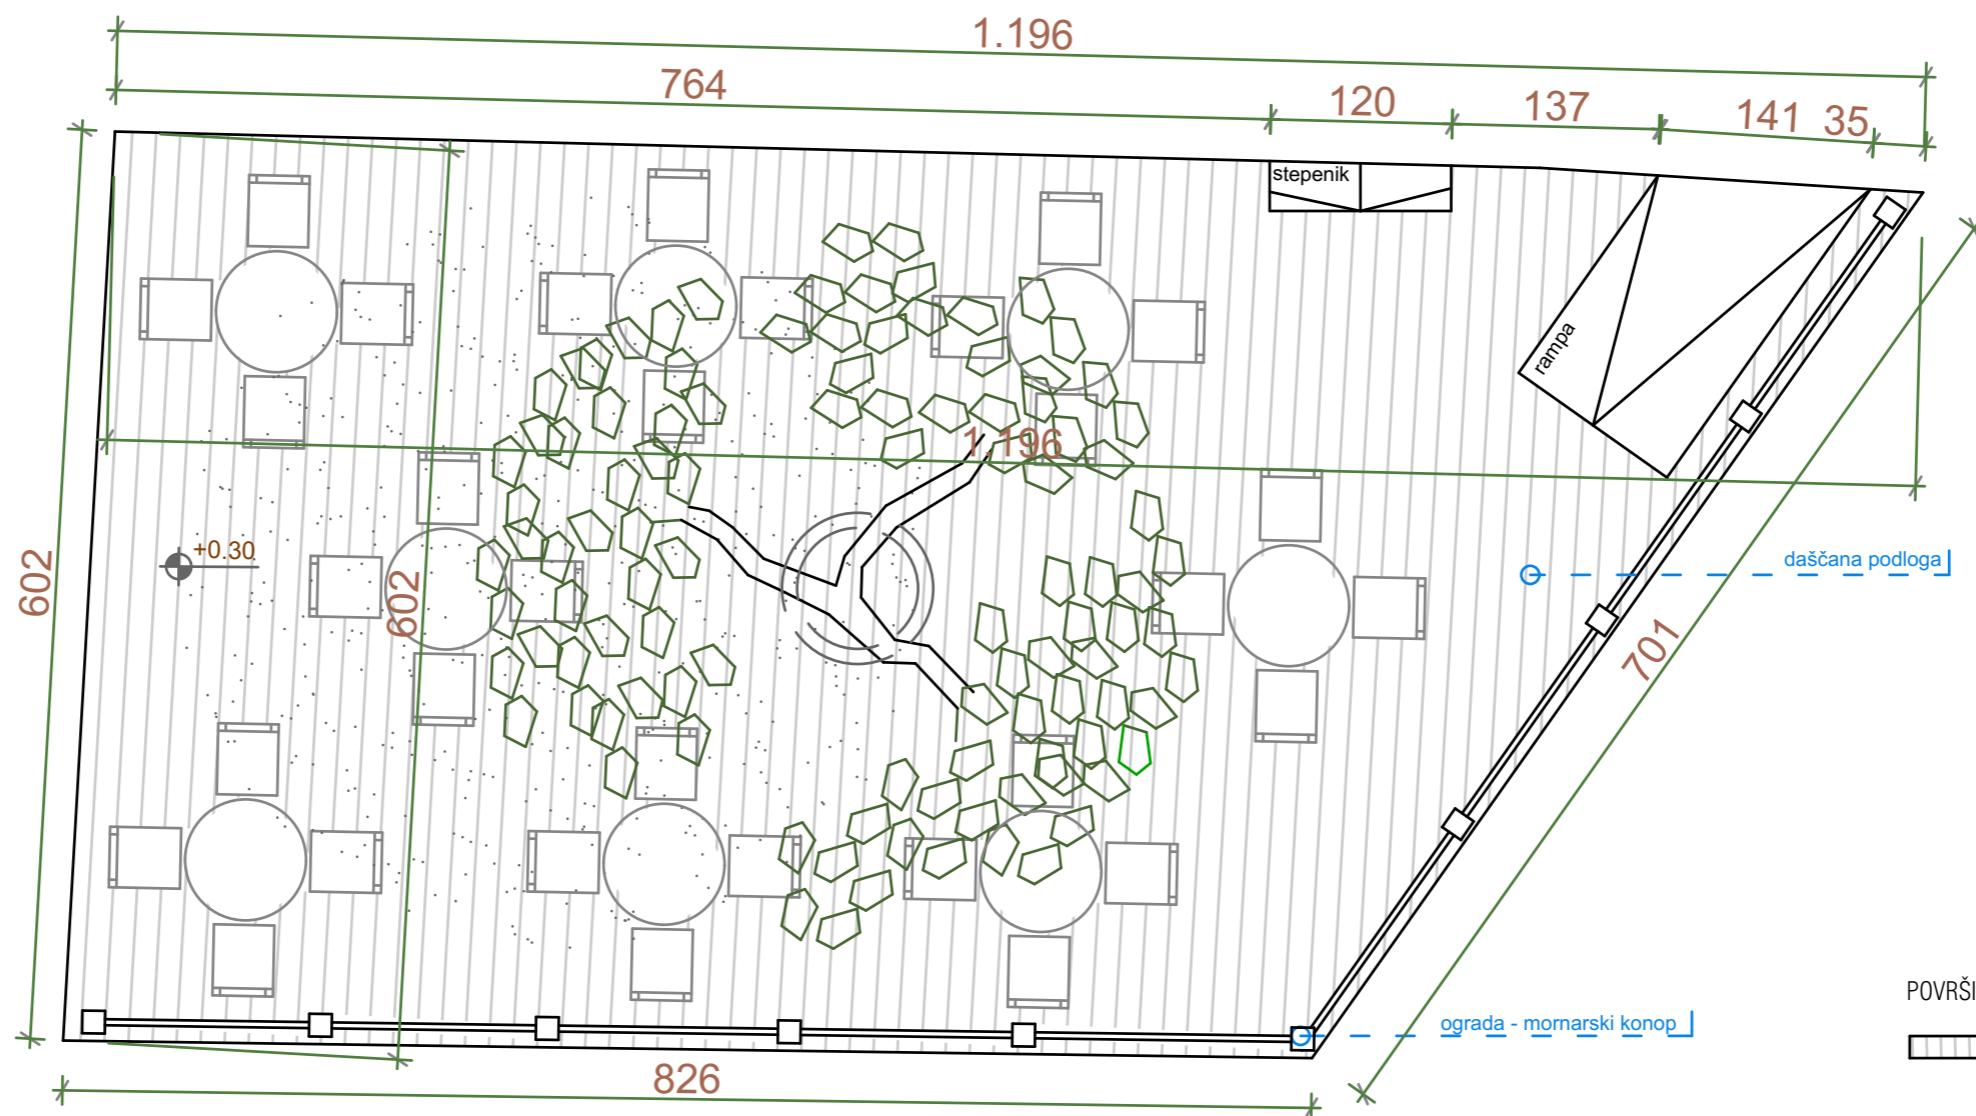 1.196
764
120
137
141
35
stepenik
rampa
1.196
+0.30
602
602
daščana podloga
701
POVRŠI
ograda - mornarski konop
826